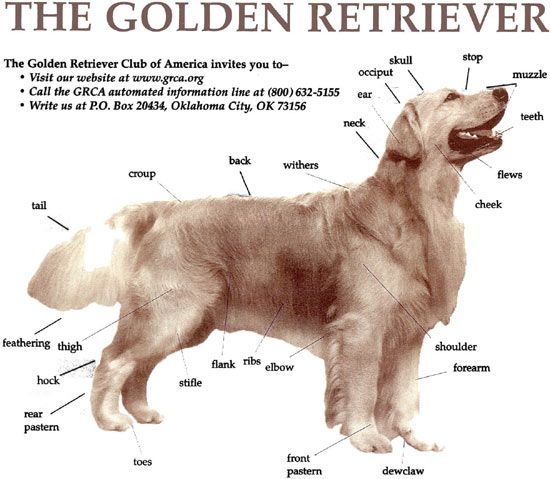 THE GOLDEN RETRIEVER
The Golden Retriever Club of America invites you to–
• Visit our website at www.grca.org
• Call the GRCA automated information line at (800) 632-5155
• Write us at P.O. Box 20434, Oklahoma City, OK 73156
skull
stop
occiput
muzzle
ear
teeth
neck
back
withers
flews
croup
cheek
tail
feathering
thigh
shoulder
flank
ribs
elbow
forearm
hock
stifle
rear
pastern
toes
front
pastern
dewclaw